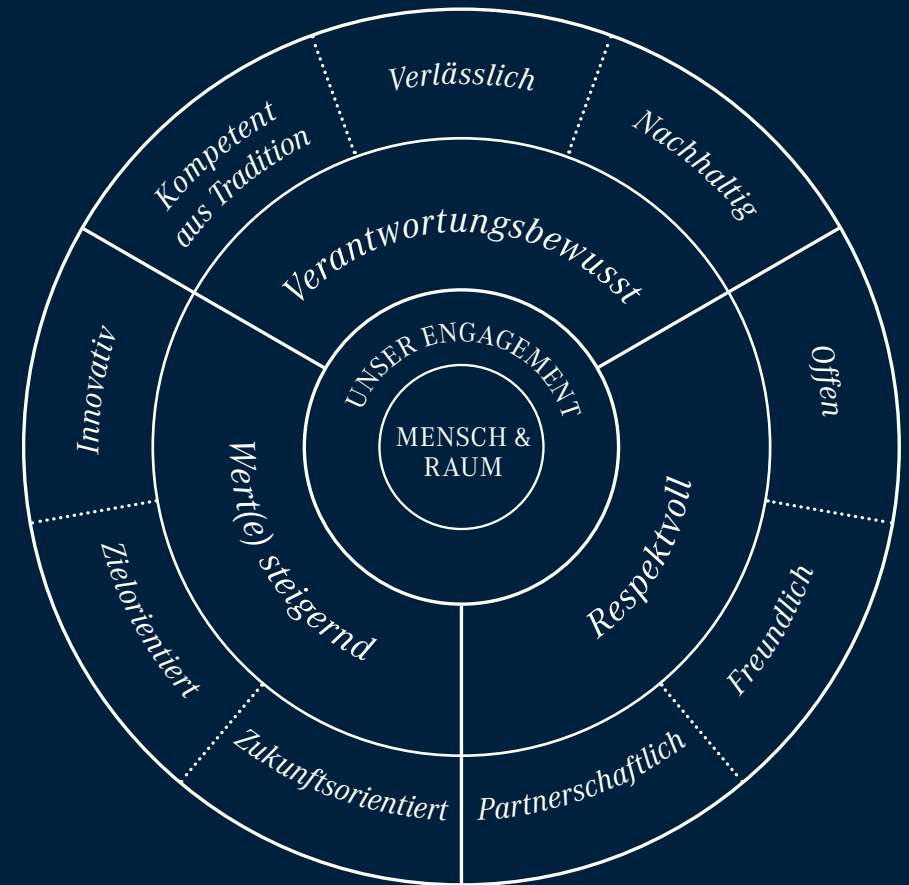 Verlässlich
Kompetent
aus Tradition
Nachhaltig
Verantwortungsbewusst
UNSER ENGAGEMENT
MENSCH &
RAUM
Innovativ
Offen
Wert(e) steigernd
Respektvoll
Zielorientiert
Freundlich
Zukunftsorientiert
Partnerschaftlich